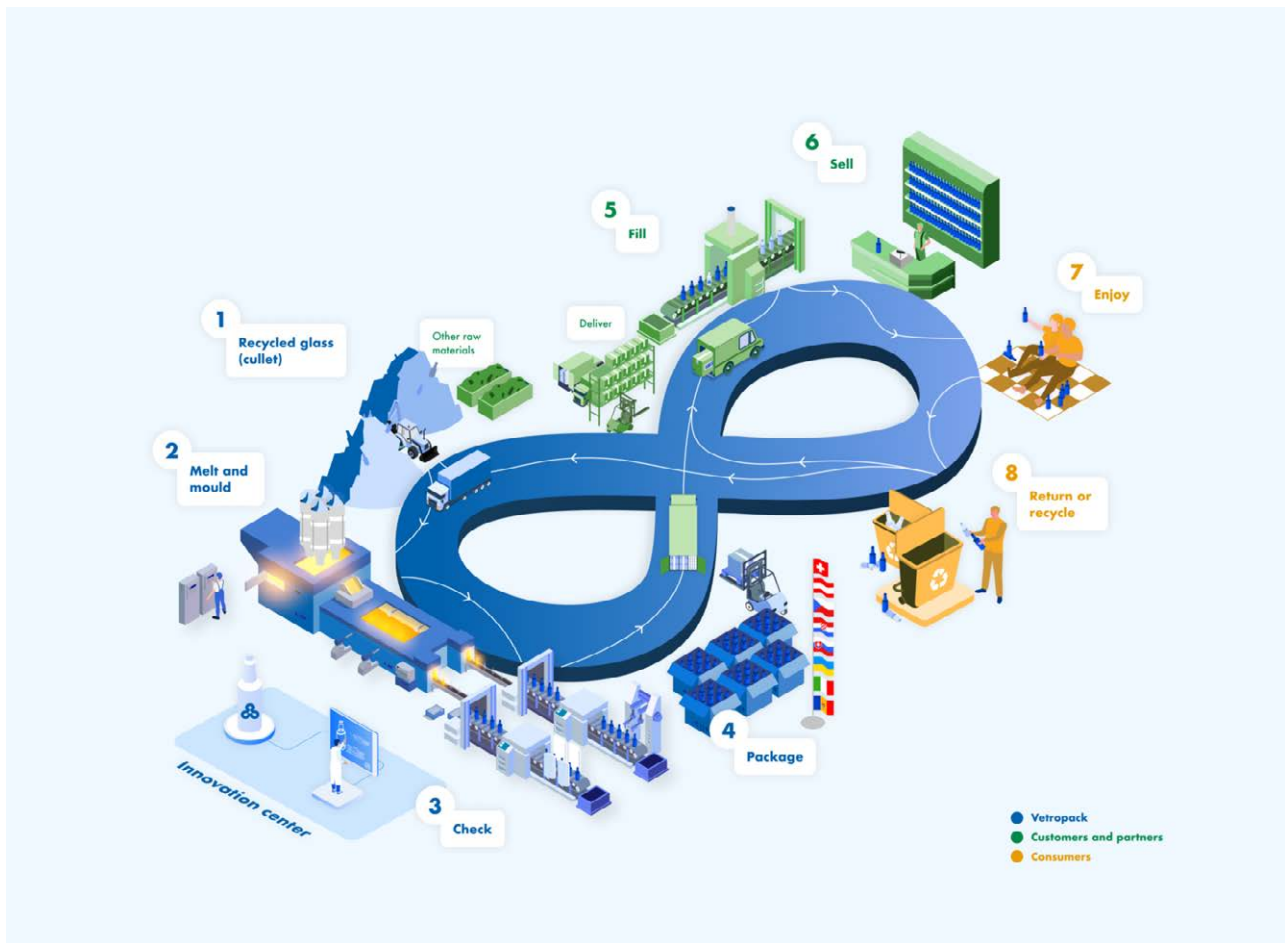 1
Recycled glass
(cullet)
Other raw
materials
Deliver
2
Melt and
mould
3
Check
Innovation center
4
Package
5
Fill
6
Sell
7
Enjoy
8
Return or
recycle
Vetropack
Customers and partners
Consumers